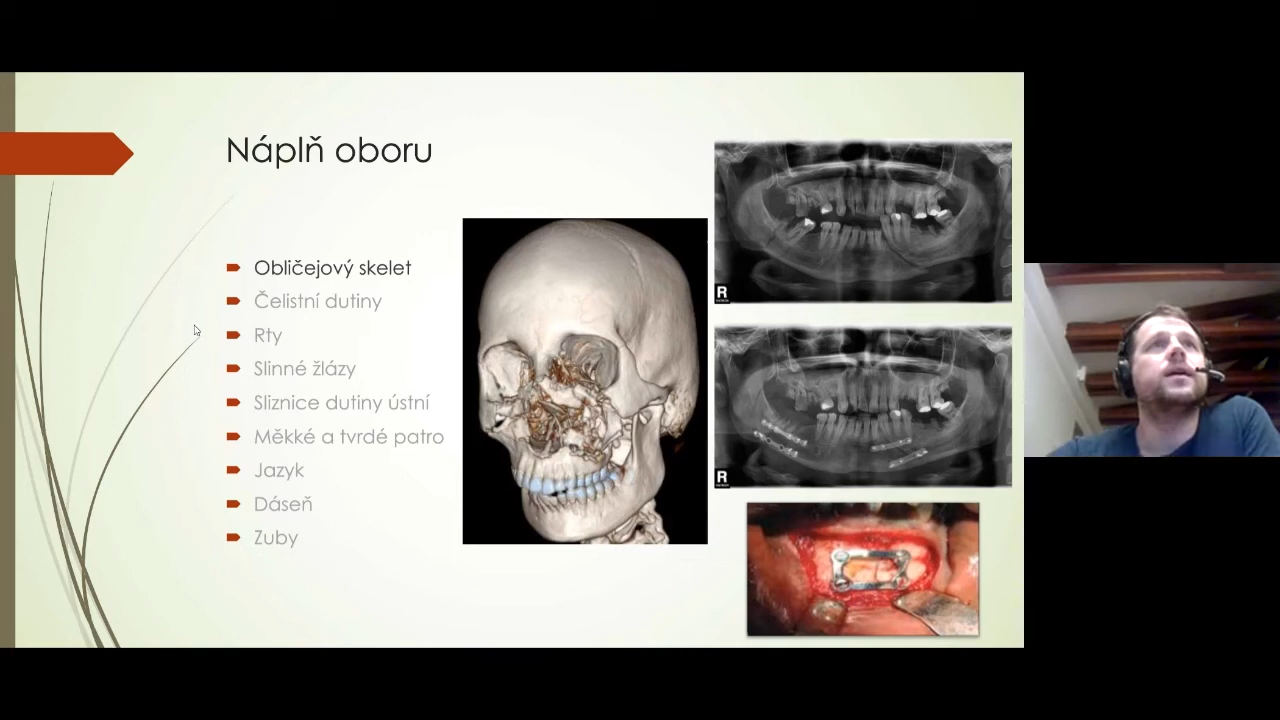 Náplň oboru
Obličejový skelet
Čelistní dutiny
Rty
Slinné žlázy
Sliznice dutiny ústní
Měkké a tvrdé patro
Jazyk
Dáseň
Zuby
R
R